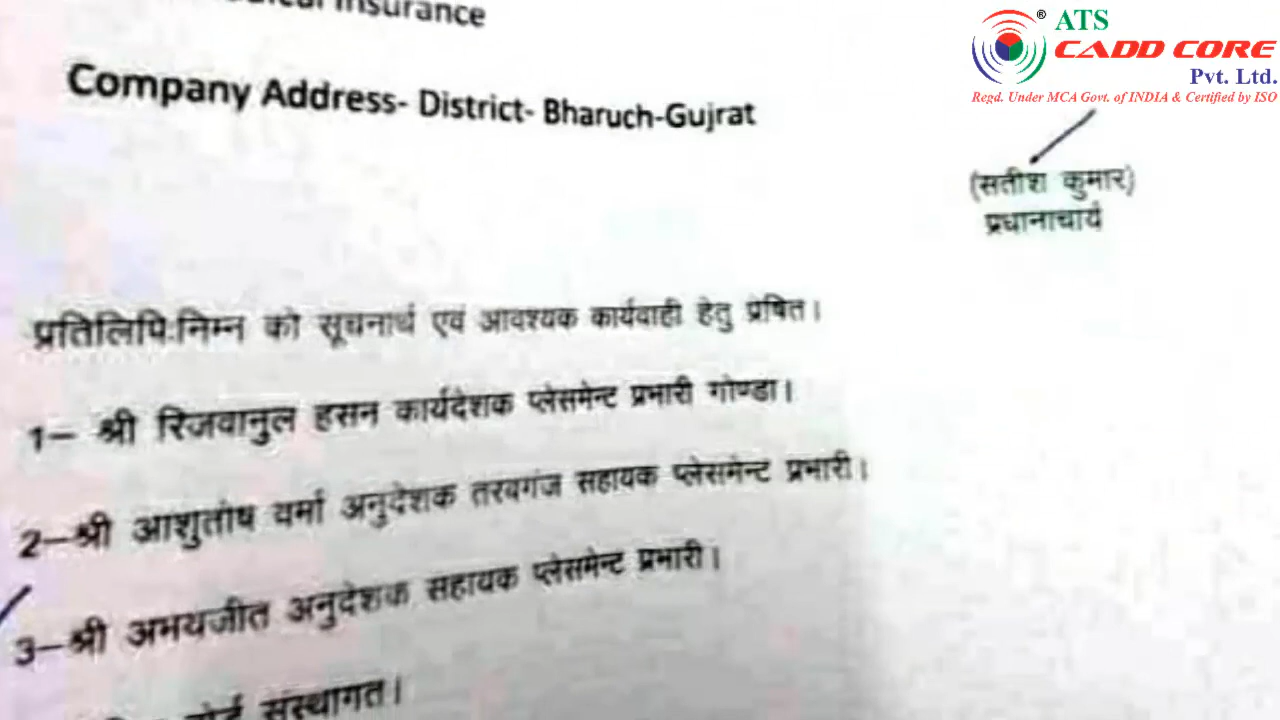 Insurance
Company Address- District- Bharuch-Gujrat
® ATS
CADD CORE
Pvt. Ltd.
Regd. Under MCA Govt. of INDIA & Certified by ISO
(सतीश कुमार)
प्रधानाचार्य
प्रतिलिपि:निम्न को सूचनार्थ एवं आवश्यक कार्यवाही हेतु प्रेषित।
1– श्री रिजवानुल हसन कार्यदेशक प्लेसमेन्ट प्रभारी गोण्डा।
2–श्री आशुतोष वर्मा अनुदेशक तरवगंज सहायक प्लेसमेन्ट प्रभारी।
3–श्री अभयजीत अनुदेशक सहायक प्लेसमेन्ट प्रभारी।
संस्थागत।